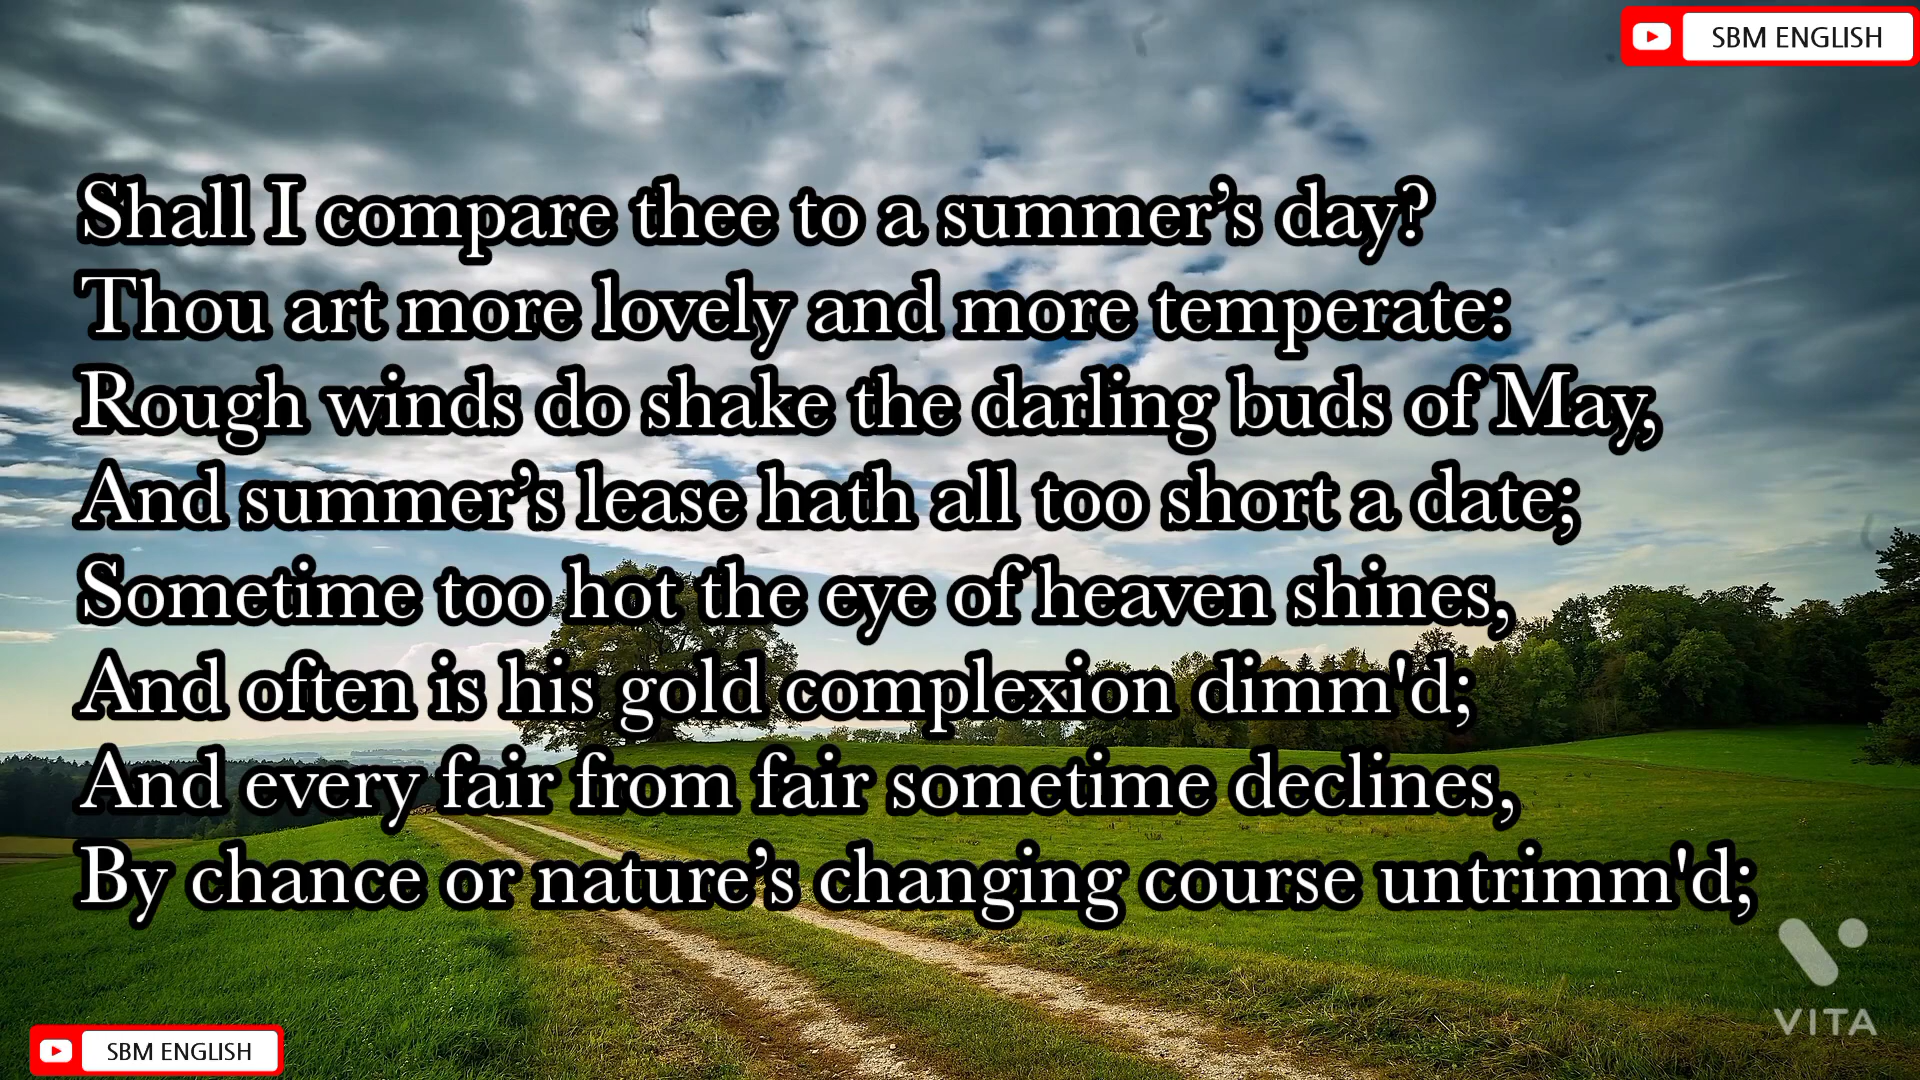 SBM ENGLISH
Shall I compare thee to a summer’s day?
Thou art more lovely and more temperate:
Rough winds do shake the darling buds of May,
And summer’s lease hath all too short a date;
Sometime too hot the eye of heaven shines,
And often is his gold complexion dimm'd;
And every fair from fair sometime declines,
By chance or nature’s changing course untrimm'd;
VITA
SBM ENGLISH